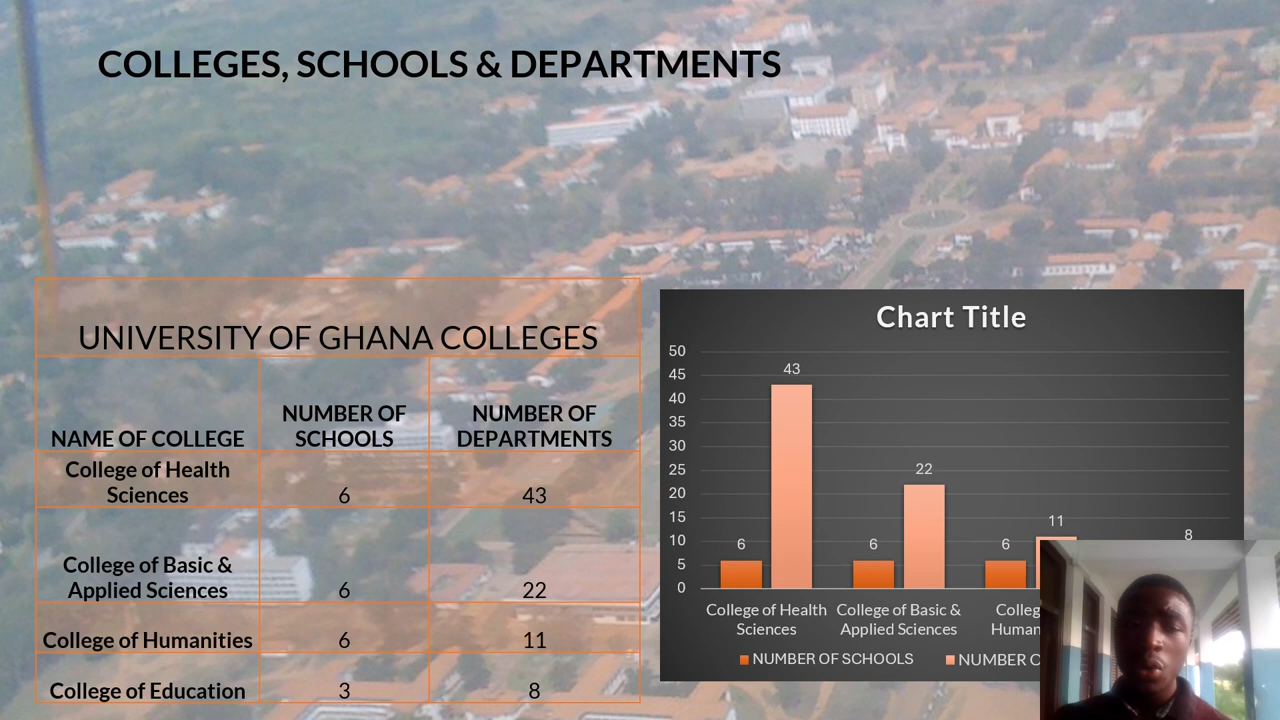 COLLEGES, SCHOOLS & DEPARTMENTS
UNIVERSITY OF GHANA COLLEGES
NAME OF COLLEGE
NUMBER OF
SCHOOLS
NUMBER OF
DEPARTMENTS
College of Health
Sciences
6
43
College of Basic &
Applied Sciences
6
22
College of Humanities
6
11
College of Education
3
8
Chart Title
50
45
40
35
30
25
20
15
10
5
0
6
43
6
22
6
11
8
College of Health
Sciences
College of Basic &
Applied Sciences
Colleg
Human
NUMBER OF SCHOOLS
NUMBER O